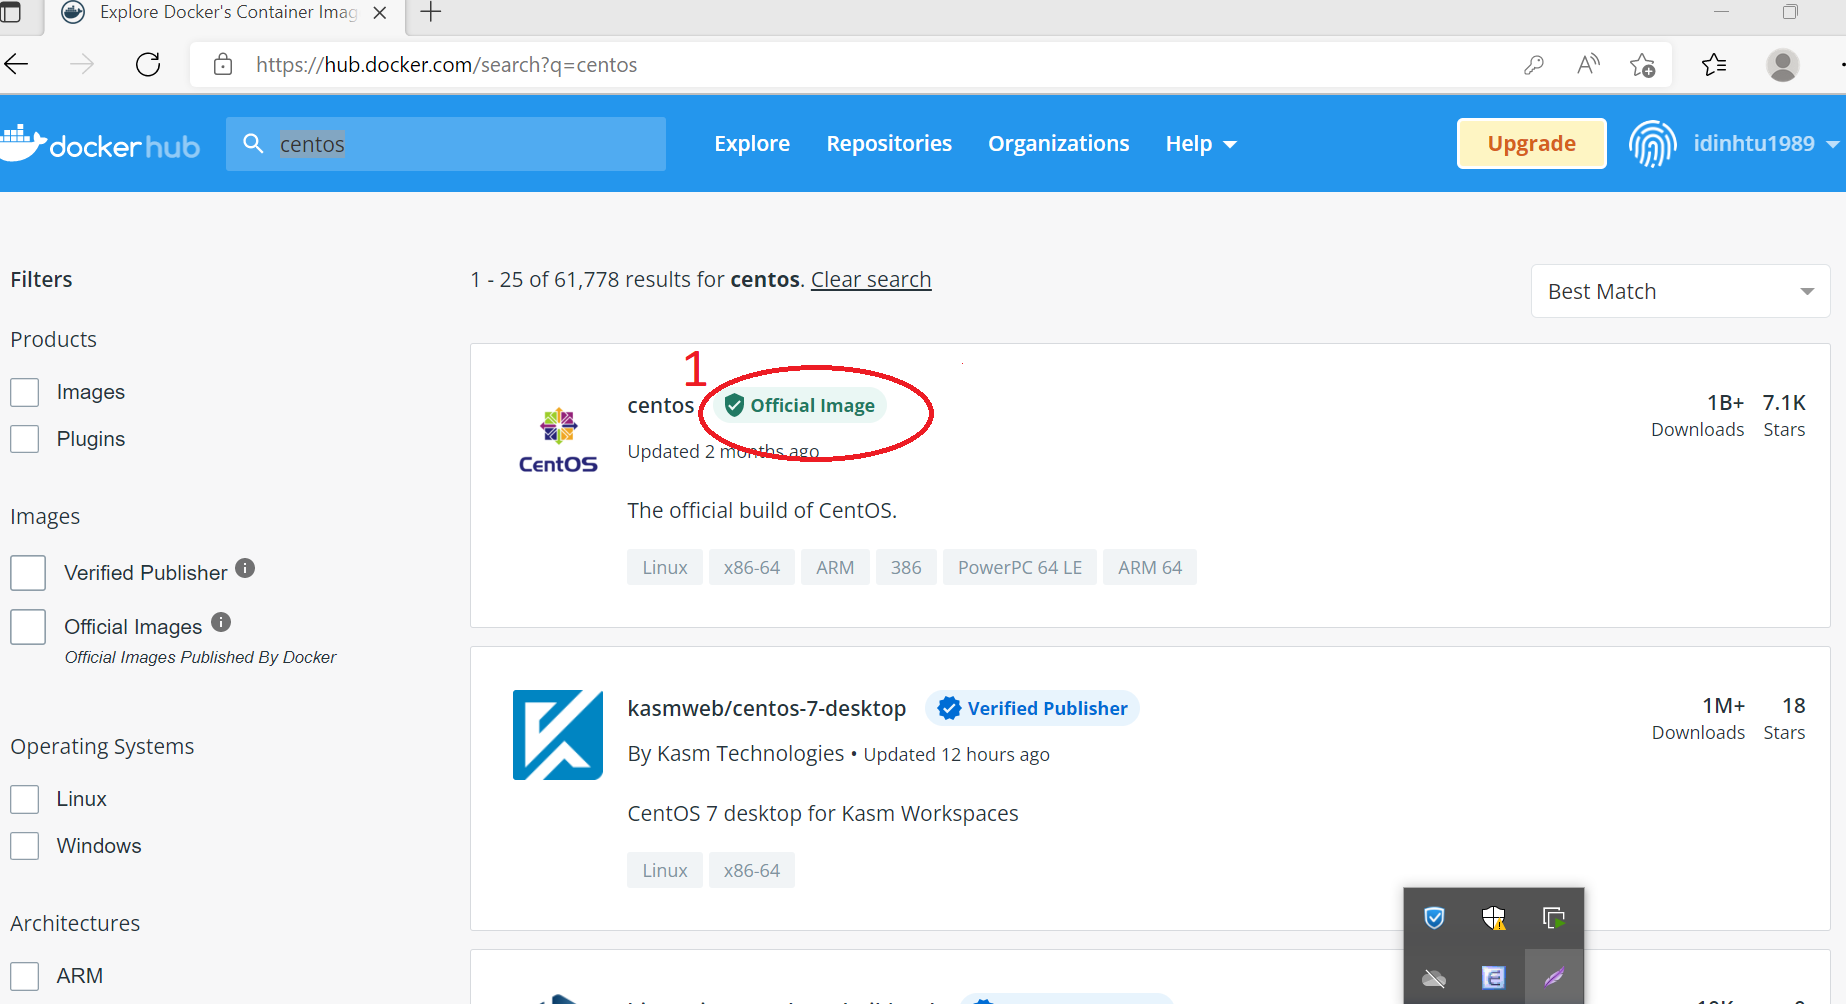 Explore Docker's Container Imag
https://hub.docker.com/search?q=centos
dockerhub
centos
Explore
Repositories
Organizations
Help
Upgrade
idinhtu1989
Filters
1 - 25 of 61,778 results for centos. Clear search
Best Match
Products
Images
Plugins
Images
Verified Publisher
Official Images
Official Images Published By Docker
Operating Systems
Linux
Windows
Architectures
ARM
1
centos
Official Image
Updated 2 months ago
CentOS
The official build of CentOS.
Linux
x86-64
ARM
386
PowerPC 64 LE
ARM 64
1B+
7.1K
Downloads
Stars
kasmweb/centos-7-desktop
Verified Publisher
By Kasm Technologies • Updated 12 hours ago
CentOS 7 desktop for Kasm Workspaces
Linux
x86-64
1M+
18
Downloads
Stars